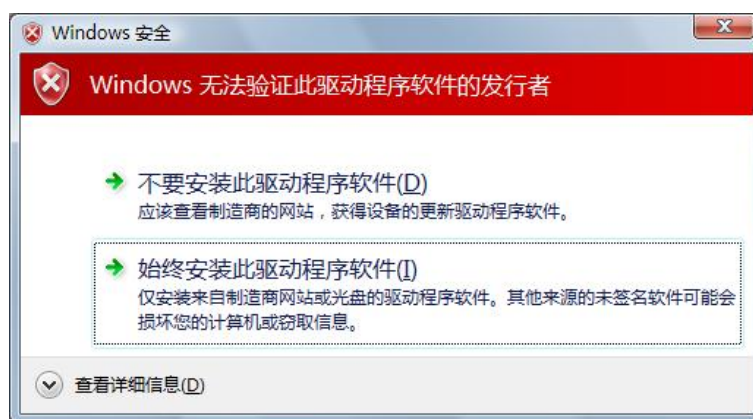 Windows 安全
Windows 无法验证此驱动程序软件的发行者
不要安装此驱动程序软件(D)
应该查看制造商的网站，获得设备的更新驱动程序软件。
始终安装此驱动程序软件(I)
仅安装来自制造商网站或光盘的驱动程序软件。其他来源的未签名软件可能会
损坏您的计算机或窃取信息。
查看详细信息(D)